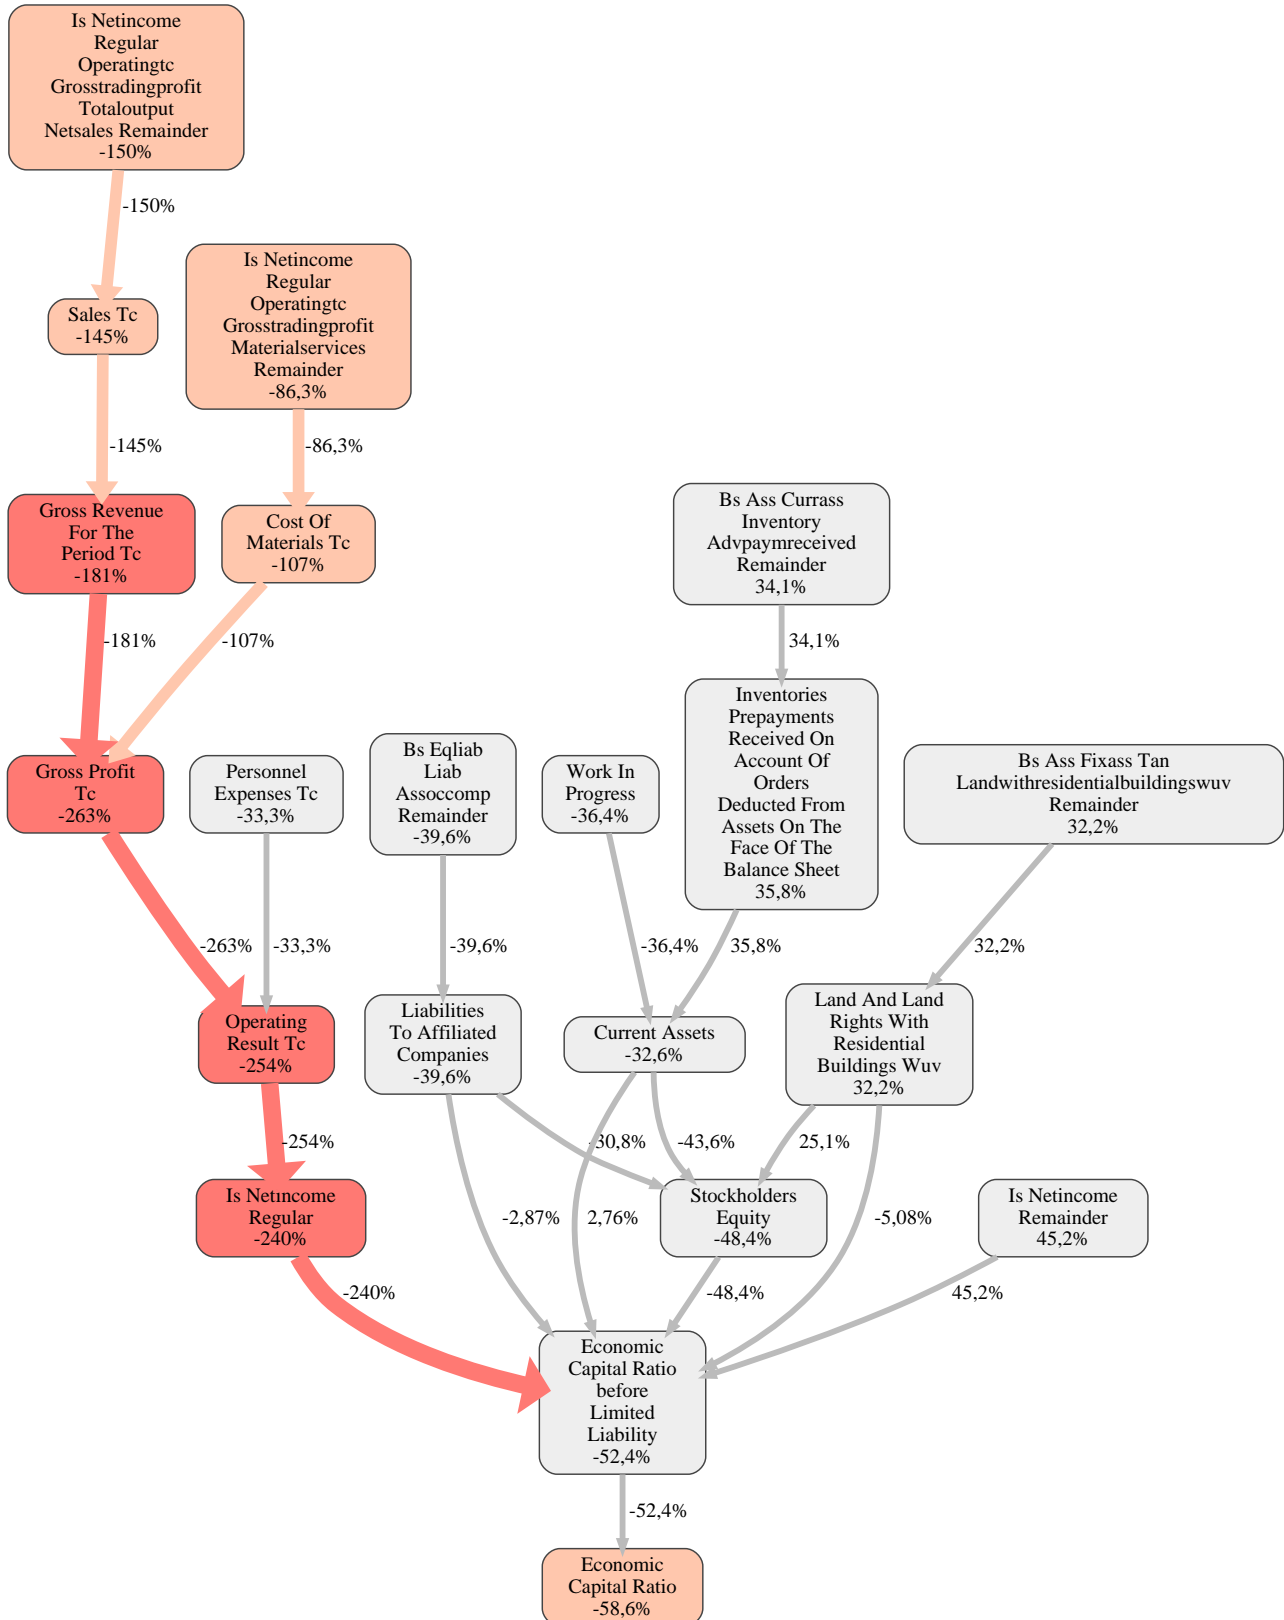 Is Netincome
Regular
Operatingtc
Grosstradingprofit
Totaloutput
Netsales Remainder
-150%
-150%
Is Netincome
Regular
Operatingtc
Grosstradingprofit
Materialservices
Remainder
-86,3%
Sales Tc
-145%
-145%
-86,3%
Gross Revenue
For The
Period Tc
-181%
Cost Of
Materials Tc
-107%
Bs Ass Currass
Inventory
Advpaymreceived
Remainder
34,1%
-181%
-107%
34,1%
Gross Profit
Tc
-263%
Personnel
Expenses Tc
-33,3%
Bs Eqliab
Liab
Assoccomp
Remainder
-39,6%
Work In
Progress
-36,4%
Inventories
Prepayments
Received On
Account Of
Orders
Deducted From
Assets On The
Face Of The
Balance Sheet
35,8%
Bs Ass Fixass Tan
Landwithresidentialbuildingswuv
Remainder
32,2%
-263%
-33,3%
-39,6%
-36,4%
35,8%
32,2%
Operating
Result Tc
-254%
Liabilities
To Affiliated
Companies
-39,6%
Current Assets
-32,6%
Land And Land
Rights With
Residential
Buildings Wuv
32,2%
-254%
-30,8%
-43,6%
25,1%
Is Netincome
Regular
-240%
-2,87%
2,76%
Stockholders
Equity
-48,4%
-5,08%
Is Netincome
Remainder
45,2%
-240%
-48,4%
45,2%
Economic
Capital Ratio
before
Limited
Liability
-52,4%
-52,4%
Economic
Capital Ratio
-58,6%